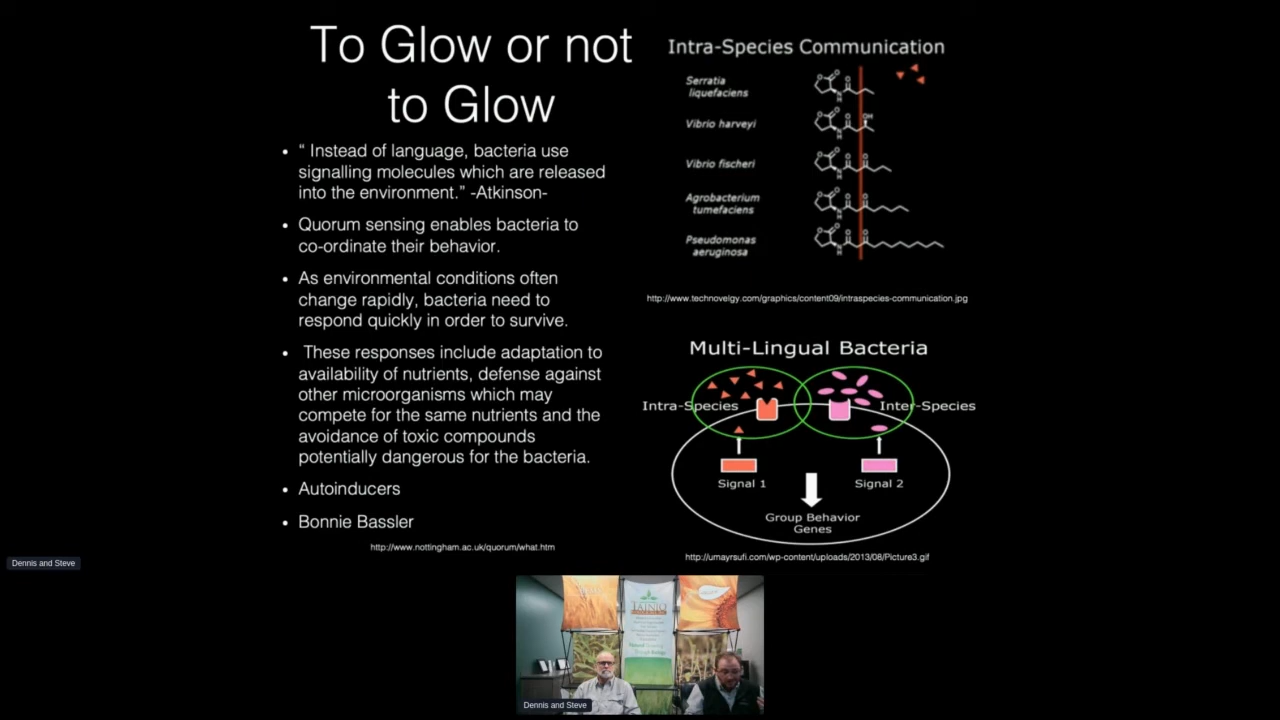 To Glow or not
to Glow
• “ Instead of language, bacteria use
signalling molecules which are released
into the environment.” -Atkinson-
• Quorum sensing enables bacteria to
co-ordinate their behavior.
• As environmental conditions often
change rapidly, bacteria need to
respond quickly in order to survive.
• These responses include adaptation to
availability of nutrients, defense against
other microorganisms which may
compete for the same nutrients and the
avoidance of toxic compounds
potentially dangerous for the bacteria.
• Autoinducers
• Bonnie Bassler
http://www.nottingham.ac.uk/quorum/what.htm
Intra-Species Communication
Serratia
liquefaciens
Vibrio harveyi
Vibrio fischeri
Agrobacterium
tumefaciens
Pseudomonas
aeruginosa
http://www.technovelgy.com/graphics/content09/intraspecies-communication.jpg
Multi-Lingual Bacteria
Intra-Species
Inter-Species
Signal 1
Signal 2
Group Behavior
Genes
http://umayrsufi.com/wp-content/uploads/2013/08/Picture3.gif
Dennis and Steve
TAINIO
Dennis and Steve